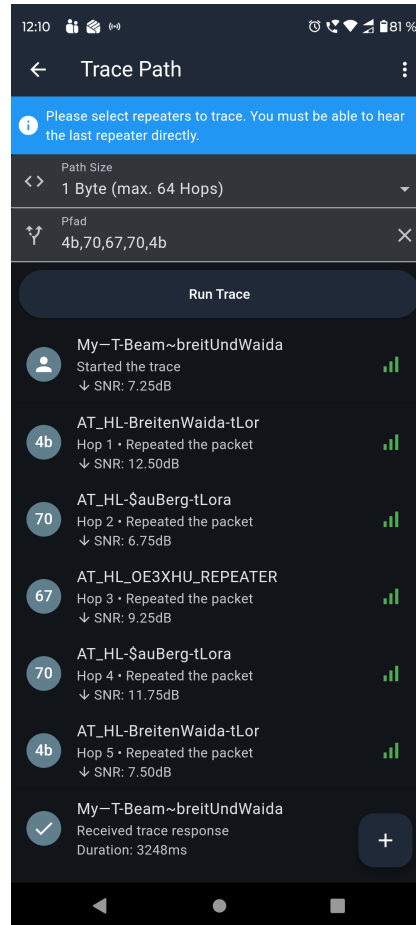 12:10
81 %
Trace Path
Please select repeaters to trace. You must be able to hear
the last repeater directly.
Path Size
1 Byte (max. 64 Hops)
Pfad
4b,70,67,70,4b
Run Trace
My—T-Beam~breitUndWaida
Started the trace
↓ SNR: 7.25dB
4b
AT_HL-BreitenWaida-tLor
Hop 1 • Repeated the packet
↓ SNR: 12.50dB
70
AT_HL-$auBerg-tLora
Hop 2 • Repeated the packet
↓ SNR: 6.75dB
67
AT_HL_OE3XHU_REPEATER
Hop 3 • Repeated the packet
↓ SNR: 9.25dB
70
AT_HL-$auBerg-tLora
Hop 4 • Repeated the packet
↓ SNR: 11.75dB
4b
AT_HL-BreitenWaida-tLor
Hop 5 • Repeated the packet
↓ SNR: 7.50dB
My—T-Beam~breitUndWaida
Received trace response
Duration: 3248ms